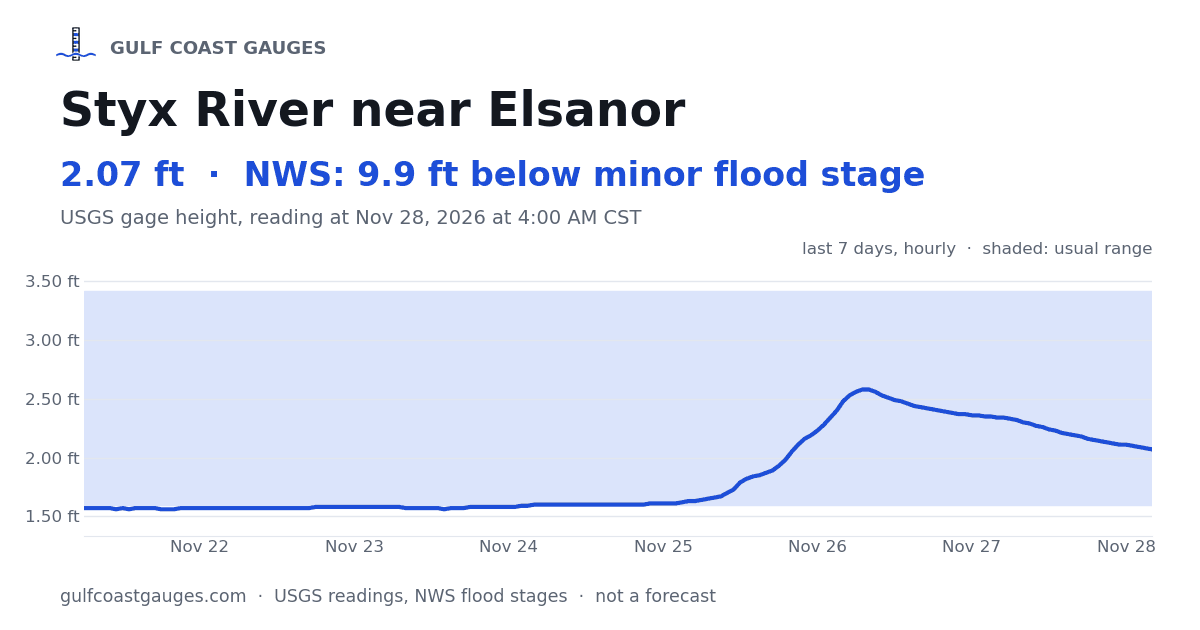 GULF COAST GAUGES
Styx River near Elsanor
2.07 ft · NWS: 9.9 ft below minor flood stage
USGS gage height, reading at Nov 28, 2026 at 4:00 AM CST
last 7 days, hourly · shaded: usual range
3.50 ft
3.00 ft
2.50 ft
2.00 ft
1.50 ft
Nov 22 Nov 23 Nov 24 Nov 25 Nov 26 Nov 27 Nov 28
gulfcoastgauges.com · USGS readings, NWS flood stages · not a forecast